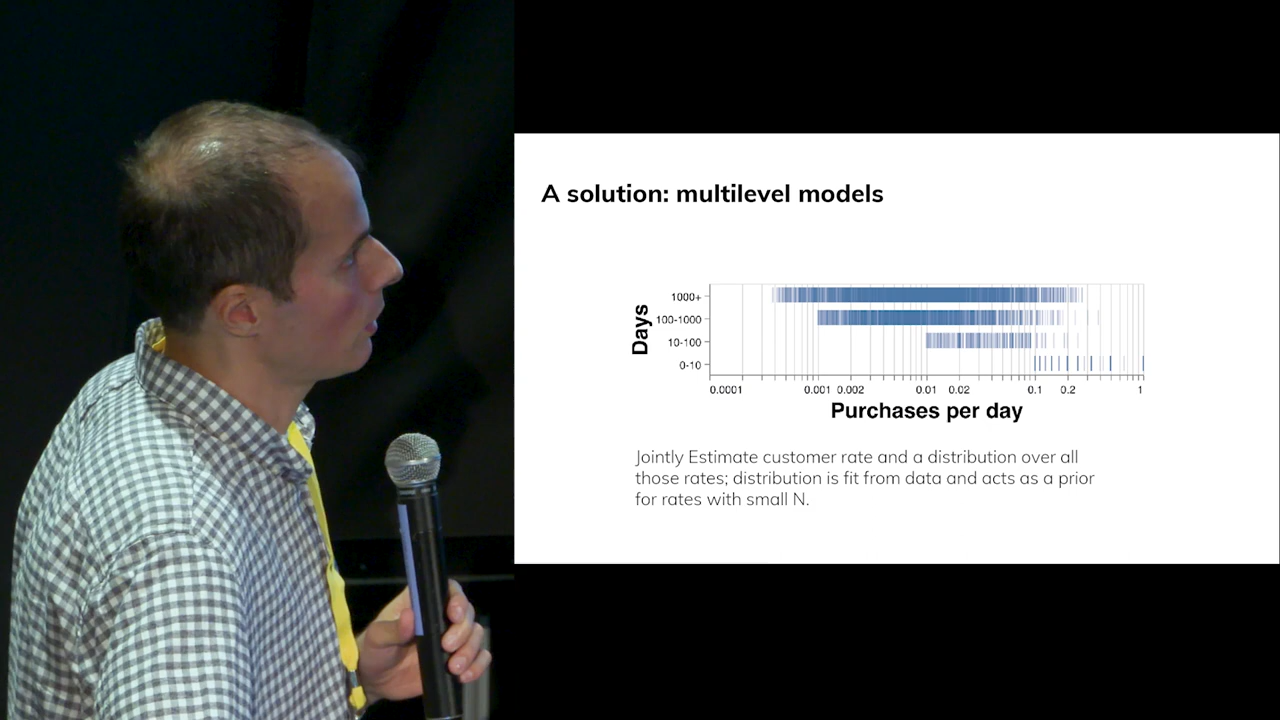 A solution: multilevel models
Days
1000+
100-1000
10-100
0-10
0.0001
0.001
0.002
0.01
0.02
0.1
0.2
1
Purchases per day
Jointly Estimate customer rate and a distribution over all
those rates; distribution is fit from data and acts as a prior
for rates with small N.